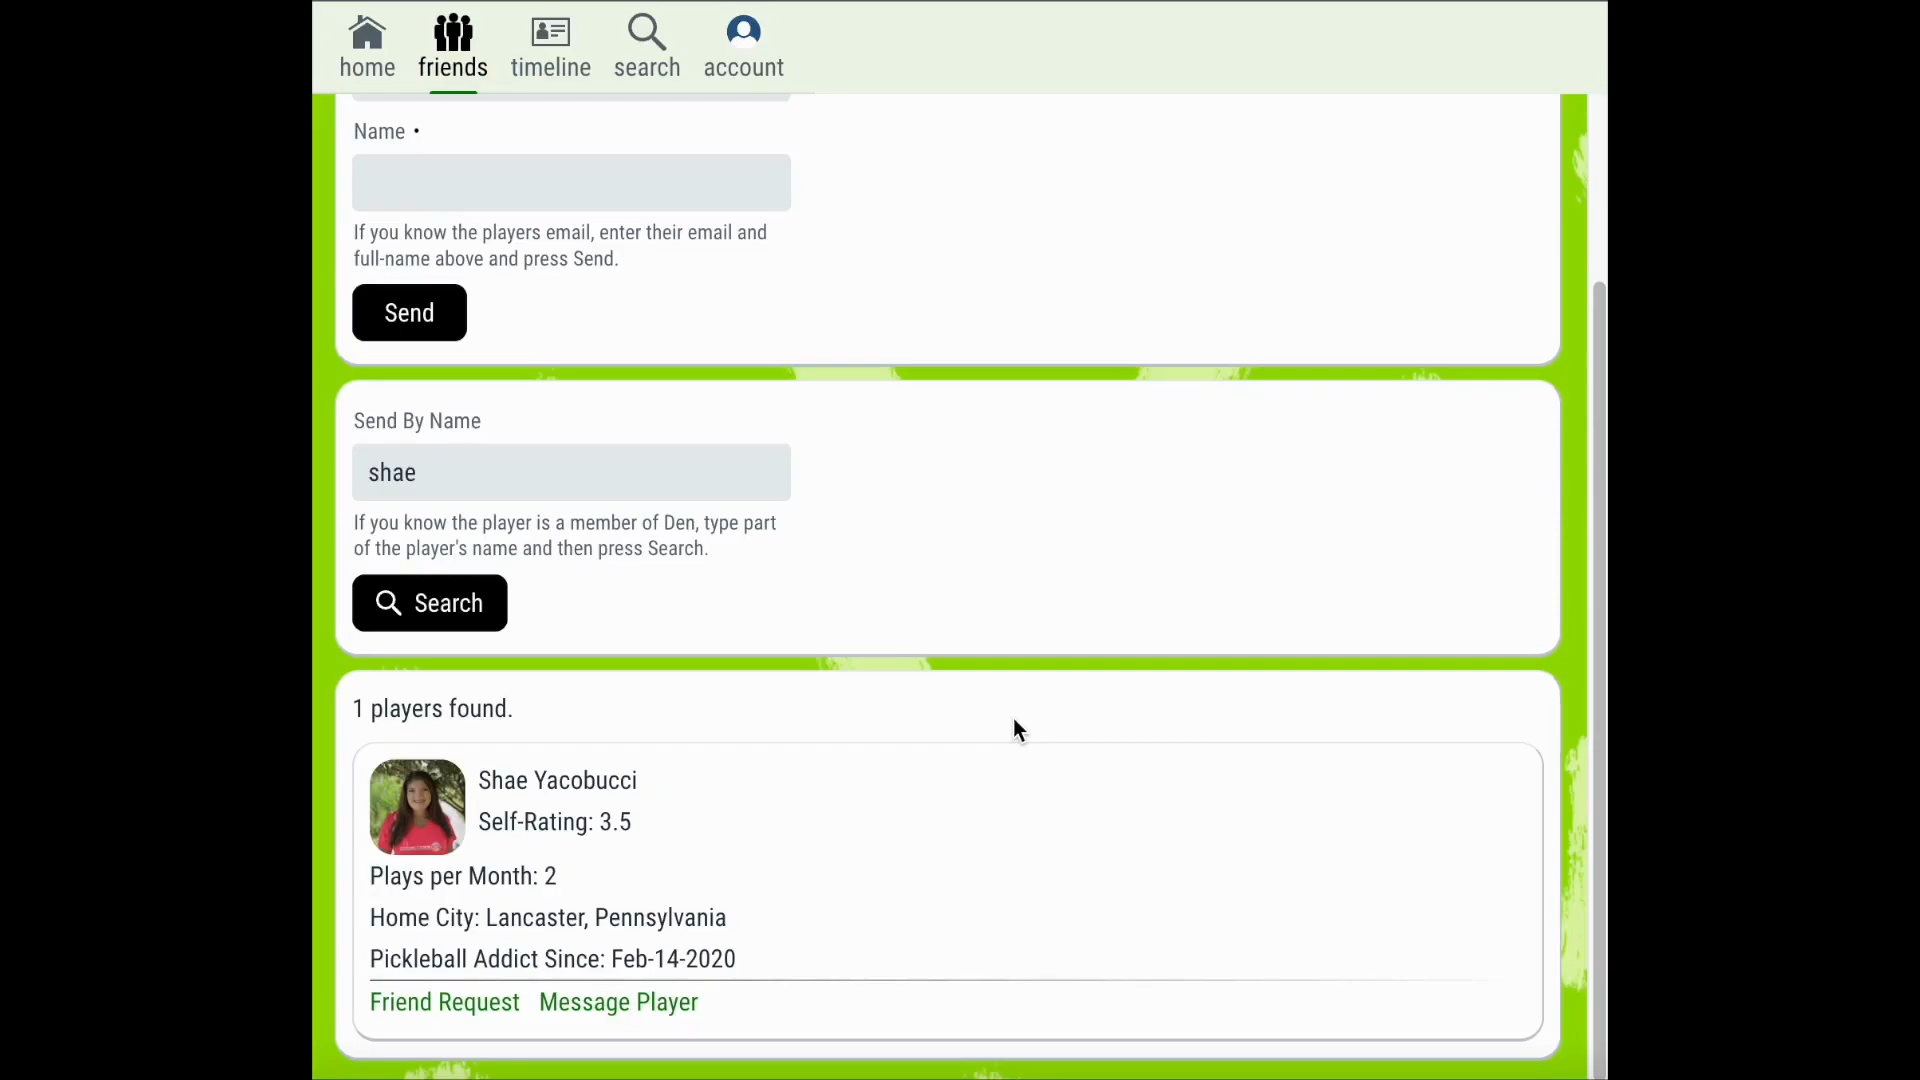 home friends timeline search account
Name •
If you know the players email, enter their email and
full-name above and press Send.
Send
Send By Name
shae
If you know the player is a member of Den, type part
of the player's name and then press Search.
Search
1 players found.
Shae Yacobucci
Self-Rating: 3.5
Plays per Month: 2
Home City: Lancaster, Pennsylvania
Pickleball Addict Since: Feb-14-2020
Friend Request Message Player